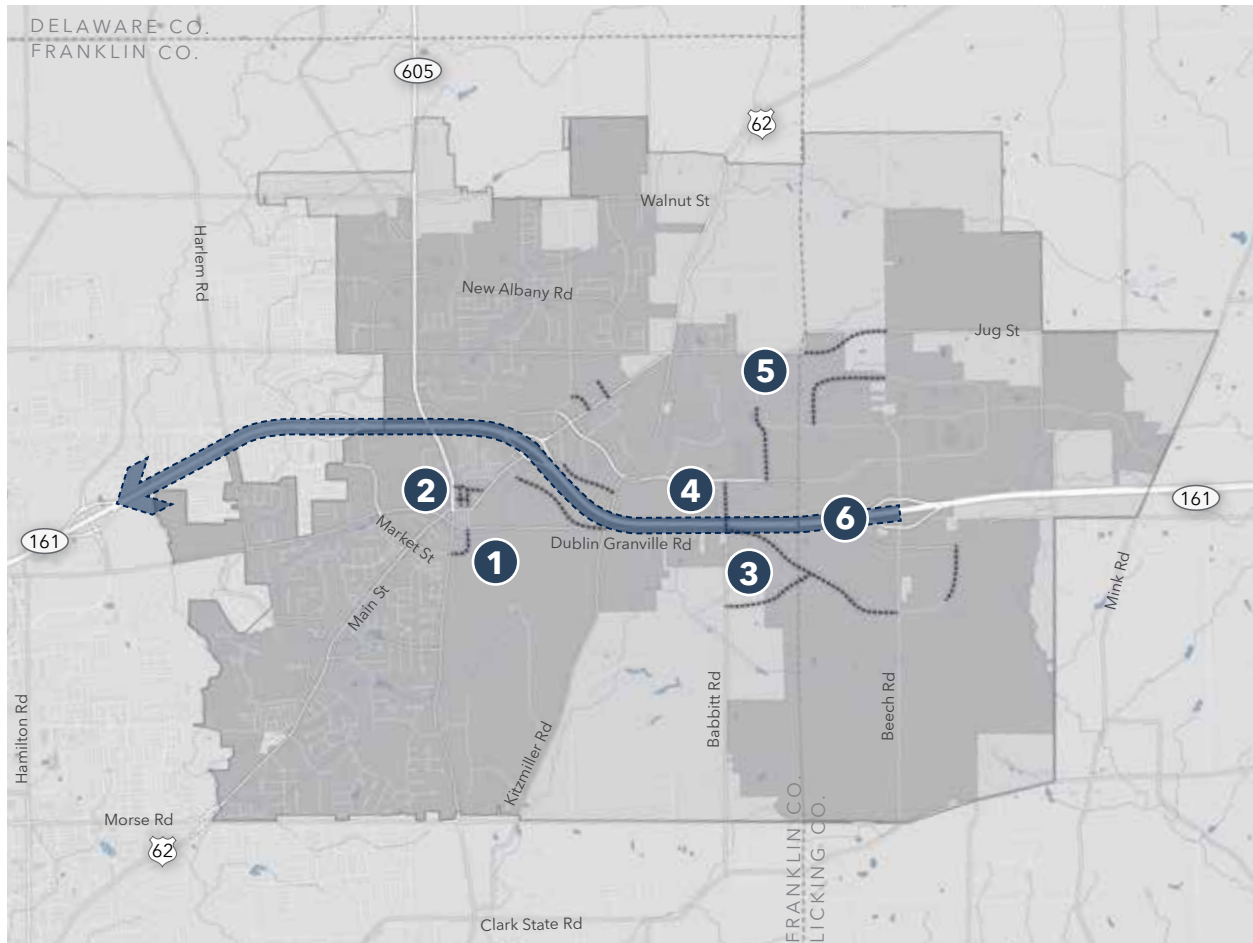 DELAWARE CO.
FRANKLIN CO.
605
62
Walnut St
Harlem Rd
New Albany Rd
Jug St
5
2
4
161
6
161
Market St
1
Dublin Granville Rd
3
Main St
Mink Rd
Hamilton Rd
Babbitt Rd
Beech Rd
Kitzmiller Rd
Morse Rd
62
FRANKLIN CO.
LICKING CO.
Clark State Rd